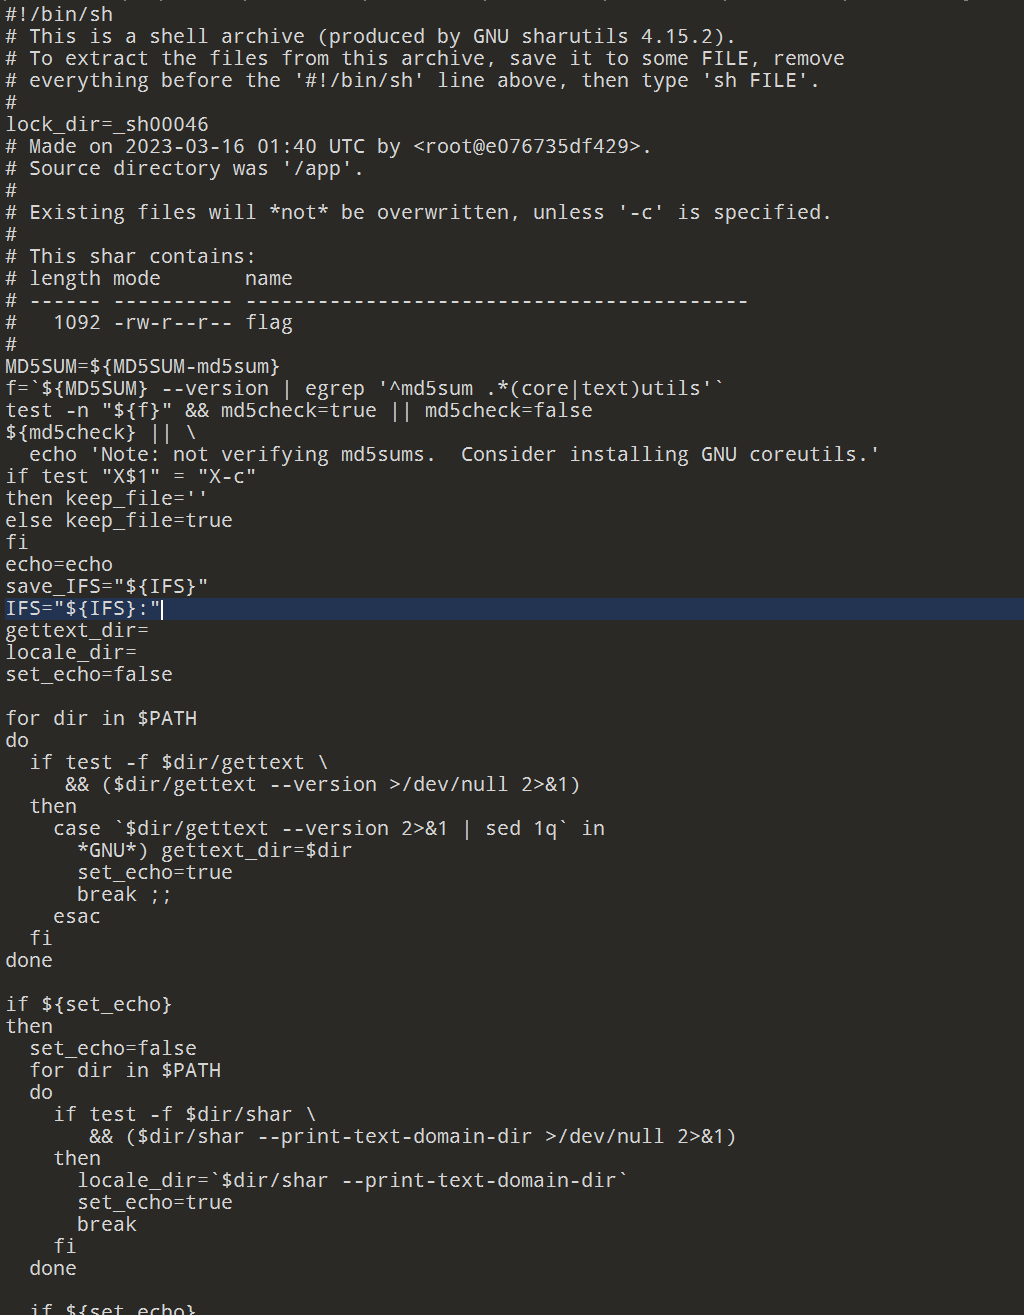 #!/bin/sh
# This is a shell archive (produced by GNU sharutils 4.15.2).
# To extract the files from this archive, save it to some FILE, remove
# everything before the '#!/bin/sh' line above, then type 'sh FILE'.
#
lock_dir=_sh00046
# Made on 2023-03-16 01:40 UTC by <root@e076735df429>.
# Source directory was '/app'.
#
# Existing files will *not* be overwritten, unless '-c' is specified.
#
# This shar contains:
# length mode       name
# ------ ---------- ------------------------------------------
#   1092 -rw-r--r-- flag
#
MD5SUM=${MD5SUM-md5sum}
f=`${MD5SUM} --version | egrep '^md5sum .*(core|text)utils'`
test -n "${f}" && md5check=true || md5check=false
${md5check} || \
  echo 'Note: not verifying md5sums.  Consider installing GNU coreutils.'
if test "X$1" = "X-c"
then keep_file=''
else keep_file=true
fi
echo=echo
save_IFS="${IFS}"
IFS="${IFS}:"
gettext_dir=
locale_dir=
set_echo=false

for dir in $PATH
do
  if test -f $dir/gettext \
     && ($dir/gettext --version >/dev/null 2>&1)
  then
    case `$dir/gettext --version 2>&1 | sed 1q` in
      *GNU*) gettext_dir=$dir
      set_echo=true
      break ;;
    esac
  fi
done

if ${set_echo}
then
  set_echo=false
  for dir in $PATH
  do
    if test -f $dir/shar \
       && ($dir/shar --print-text-domain-dir >/dev/null 2>&1)
    then
      locale_dir=`$dir/shar --print-text-domain-dir`
      set_echo=true
      break
    fi
  done

  if ${set_echo}